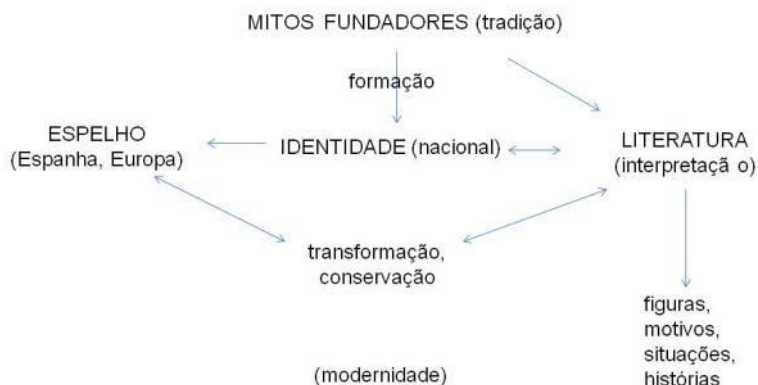 MITOS FUNDADORES (tradição)
formação
ESPELHO
(Espanha, Europa)
IDENTIDADE (nacional)
LITERATURA
(interpretaçã o)
transformação,
conservação
figuras,
motivos,
situações,
histórias
(modernidade)